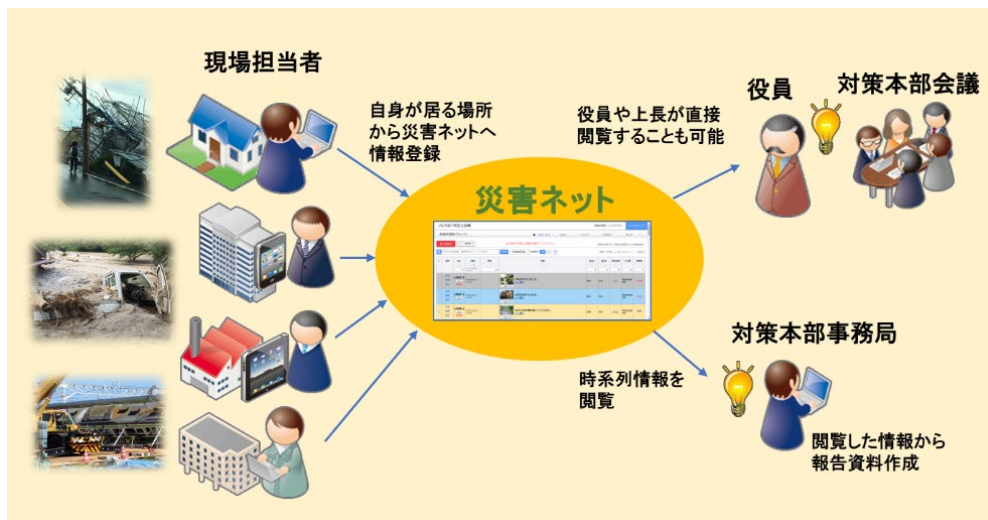 現場担当者
自身が居る場所
から災害ネットへ
情報登録
役員や上長が直接
閲覧することも可能
役員
対策本部会議
災害ネット
対策本部事務局
時系列情報を
閲覧
閲覧した情報から
報告資料作成